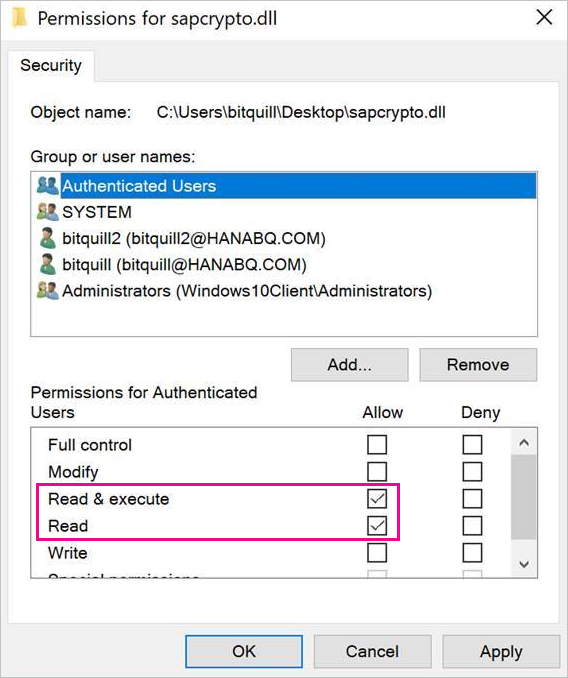 Permissions for sapcrypto.dll
Security
Object name: C:\Users\bitquill\Desktop\sapcrypto.dll
Group or user names:
Authenticated Users
SYSTEM
bitquill2 (bitquill2@HANABQ.COM)
bitquill (bitquill@HANABQ.COM)
Administrators (Windows10Client\Administrators)
Add... Remove
Permissions for Authenticated
Users Allow Deny
Full control
Modify
Read & execute
Read
Write
Special permissions
OK Cancel Apply